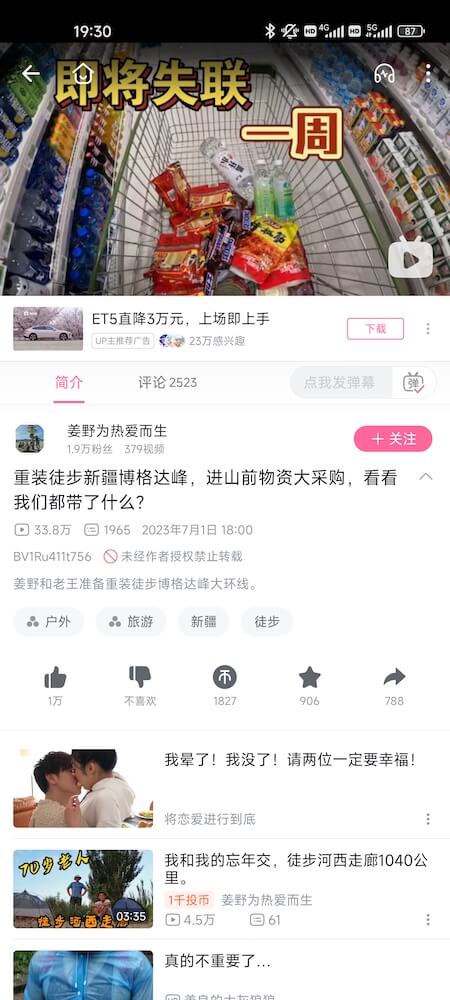 19:30
4G
5G
87
即将失联
一周
ET5直降3万元，上场即上手
UP主推荐广告
23万感兴趣
下载
简介
评论 2523
点我发弹幕
弹
姜野为热爱而生
1.9万粉丝 379视频
+ 关注
重装徒步新疆博格达峰，进山前物资大采购，看看
我们都带了什么？
33.8万 1965 2023年7月1日 18:00
BV1Ru411t756 未经作者授权禁止转载
姜野和老王准备重装徒步博格达峰大环线。
户外
旅游
新疆
徒步
1万
不喜欢
1827
906
788
我晕了！我没了！请两位一定要幸福！
将恋爱进行到底
70岁老人
徒步河西走廊
03:35
我和我的忘年交，徒步河西走廊1040公
里。
1千投币 姜野为热爱而生
4.5万 61
真的不重要了...